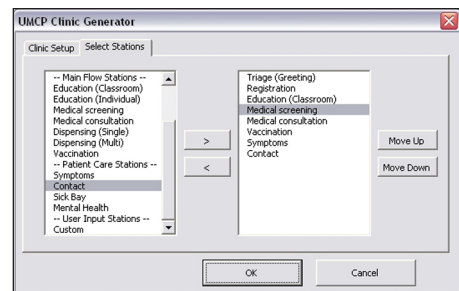 UMCP Clinic Generator
Clinic Setup
Select Stations
-- Main Flow Stations --
Education (Classroom)
Education (Individual)
Medical screening
Medical consultation
Dispensing (Single)
Dispensing (Multi)
Vaccination
-- Patient Care Stations --
Symptoms
Contact
Sick Bay
Mental Health
-- User Input Stations --
Custom
>
<
Triage (Greeting)
Registration
Education (Classroom)
Medical screening
Medical consultation
Vaccination
Symptoms
Contact
Move Up
Move Down
OK
Cancel